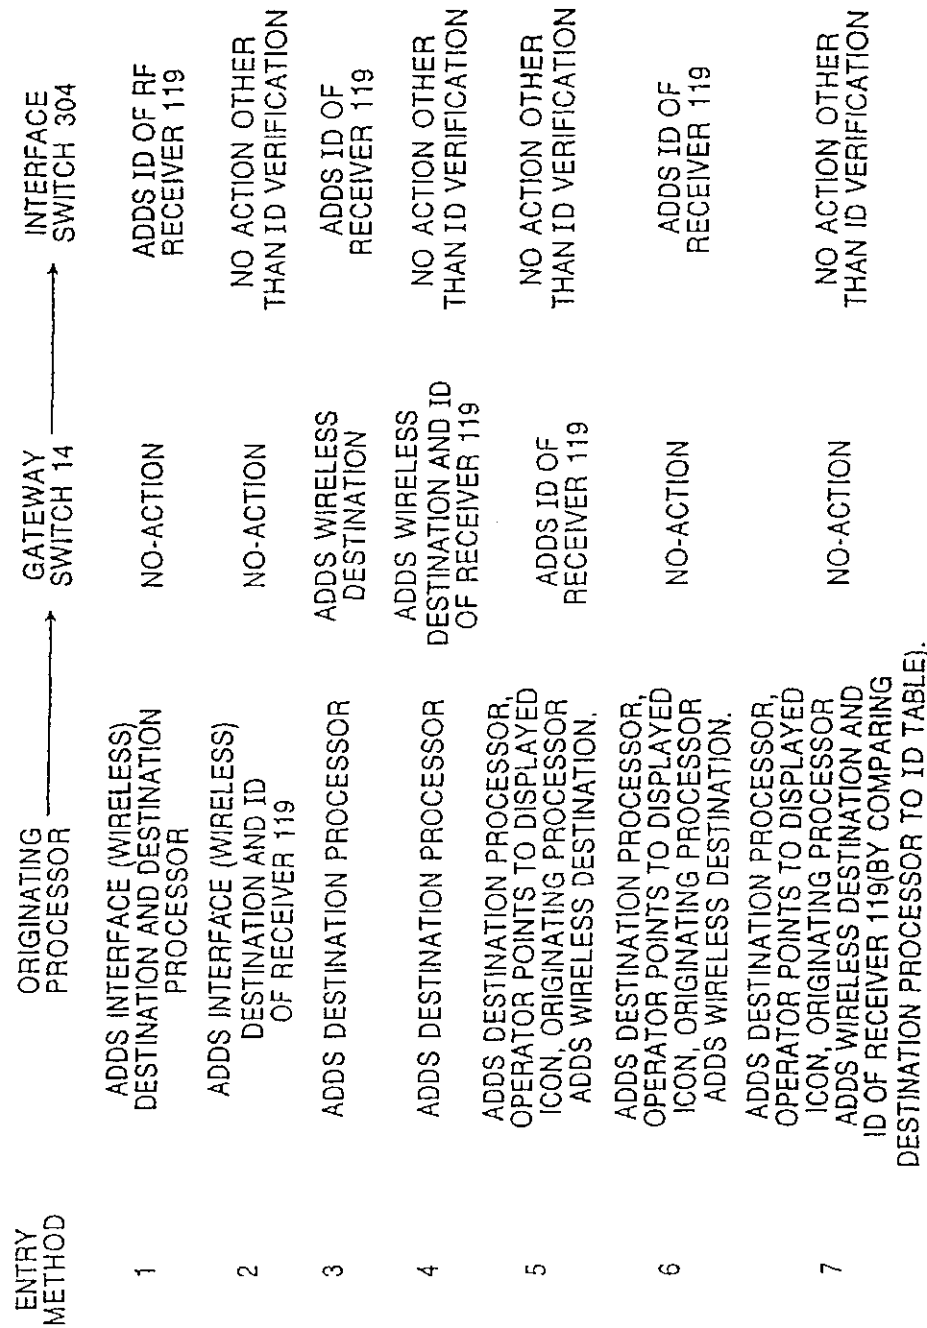 ENTRY
METHOD
ORIGINATING
PROCESSOR
GATEWAY
SWITCH 14
INTERFACE
SWITCH 304
1
ADDS INTERFACE (WIRELESS)
DESTINATION AND DESTINATION
PROCESSOR
NO-ACTION
ADDS ID OF RF
RECEIVER 119
2
ADDS INTERFACE (WIRELESS)
DESTINATION AND ID
OF RECEIVER 119
NO-ACTION
NO ACTION OTHER
THAN ID VERIFICATION
3
ADDS DESTINATION PROCESSOR
ADDS WIRELESS
DESTINATION
ADDS ID OF
RECEIVER 119
4
ADDS DESTINATION PROCESSOR
ADDS WIRELESS
DESTINATION AND ID
OF RECEIVER 119
NO ACTION OTHER
THAN ID VERIFICATION
5
ADDS DESTINATION PROCESSOR,
OPERATOR POINTS TO DISPLAYED
ICON, ORIGINATING PROCESSOR
ADDS WIRELESS DESTINATION.
ADDS ID OF
RECEIVER 119
NO ACTION OTHER
THAN ID VERIFICATION
6
ADDS DESTINATION PROCESSOR,
OPERATOR POINTS TO DISPLAYED
ICON, ORIGINATING PROCESSOR
ADDS WIRELESS DESTINATION.
NO-ACTION
ADDS ID OF
RECEIVER 119
7
ADDS DESTINATION PROCESSOR,
OPERATOR POINTS TO DISPLAYED
ICON, ORIGINATING PROCESSOR
ADDS WIRELESS DESTINATION AND
ID OF RECEIVER 119(BY COMPARING
DESTINATION PROCESSOR TO ID TABLE).
NO-ACTION
NO ACTION OTHER
THAN ID VERIFICATION